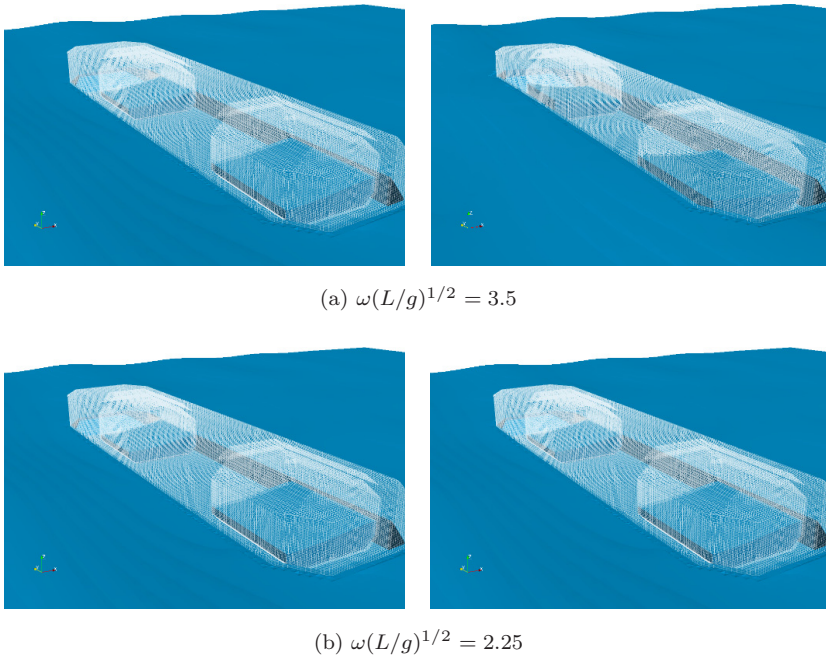 (a) ω(L/g)^{1/2} = 3.5
(b) ω(L/g)^{1/2} = 2.25